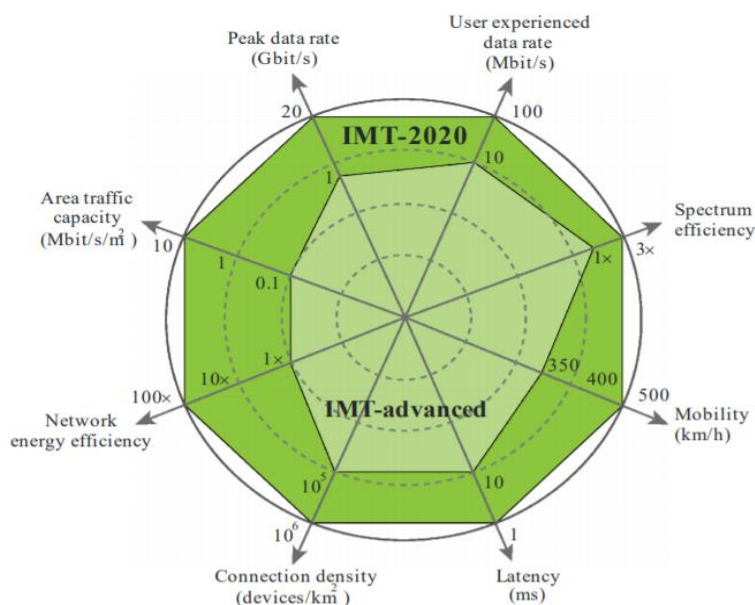 Peak data rate
(Gbit/s)
User experienced
data rate
(Mbit/s)
20
100
IMT-2020
1
10
Area traffic
capacity
(Mbit/s/m²)
Spectrum
efficiency
10
1
0.1
1×
3×
1×
10×
100×
350
400
500
Network
energy efficiency
Mobility
(km/h)
IMT-advanced
10⁵
10
10⁶
1
Connection density
(devices/km²)
Latency
(ms)